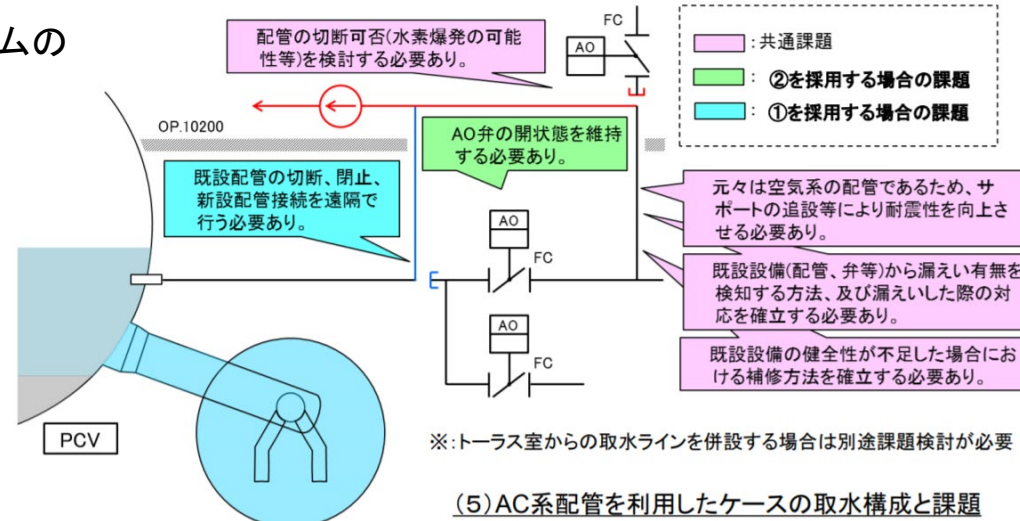 ムの
配管の切断可否(水素爆発の可能
性等)を検討する必要あり。
FC
AO
:共通課題
: ②を採用する場合の課題
: ①を採用する場合の課題
OP.10200
AO弁の開状態を維持
する必要あり。
既設配管の切断、閉止、
新設配管接続を遠隔で
行う必要あり。
元々は空気系の配管であるため、サ
ポートの追設等により耐震性を向上さ
せる必要あり。
AO
FC
既設設備(配管、弁等)から漏えい有無を
検知する方法、及び漏えいした際の対
応を確立する必要あり。
AO
FC
既設設備の健全性が不足した場合にお
ける補修方法を確立する必要あり。
PCV
※:トーラス室からの取水ラインを併設する場合は別途課題検討が必要
(5)AC系配管を利用したケースの取水構成と課題